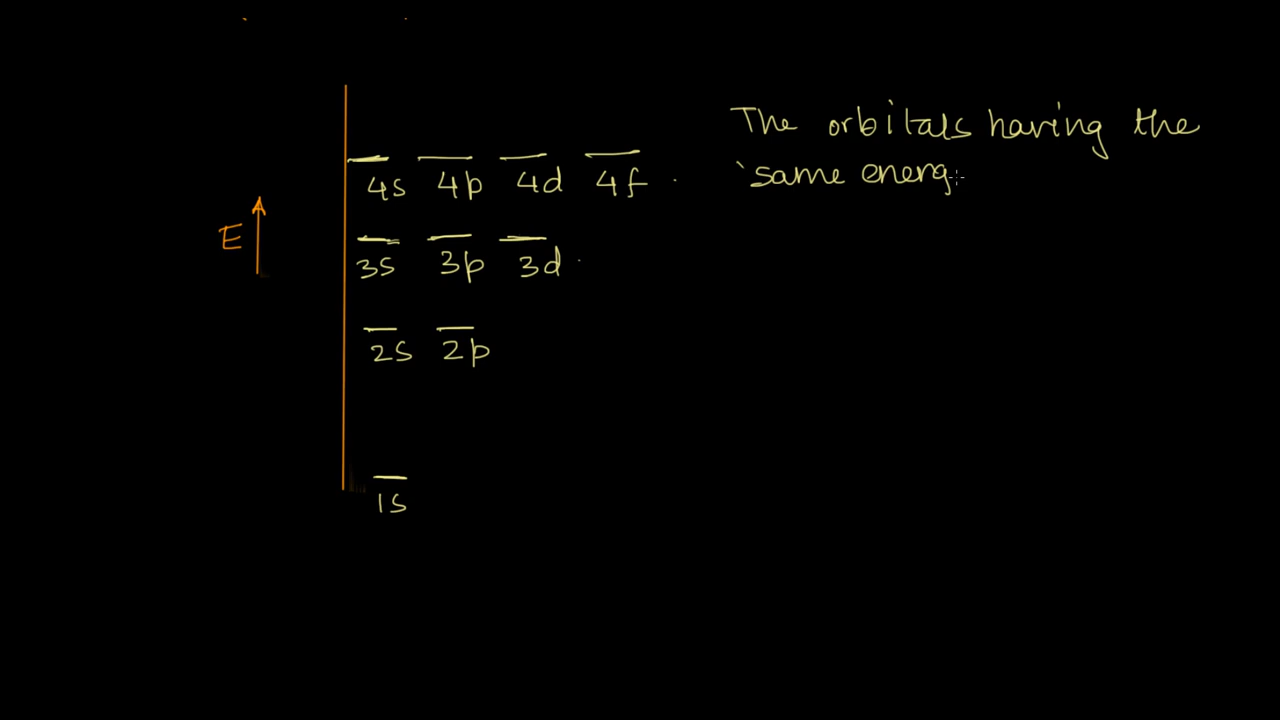 The orbitals having the
same energ
4s 4p 4d 4f
E
3s 3p 3d
2s 2p
1s